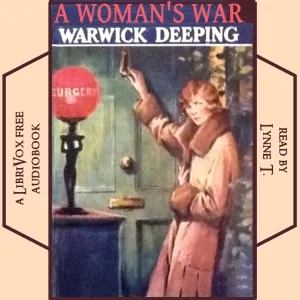 A WOMAN'S WAR
WARWICK DEEPING
SURGERY
a LibriVox free
audiobook
read by
Lynne T.